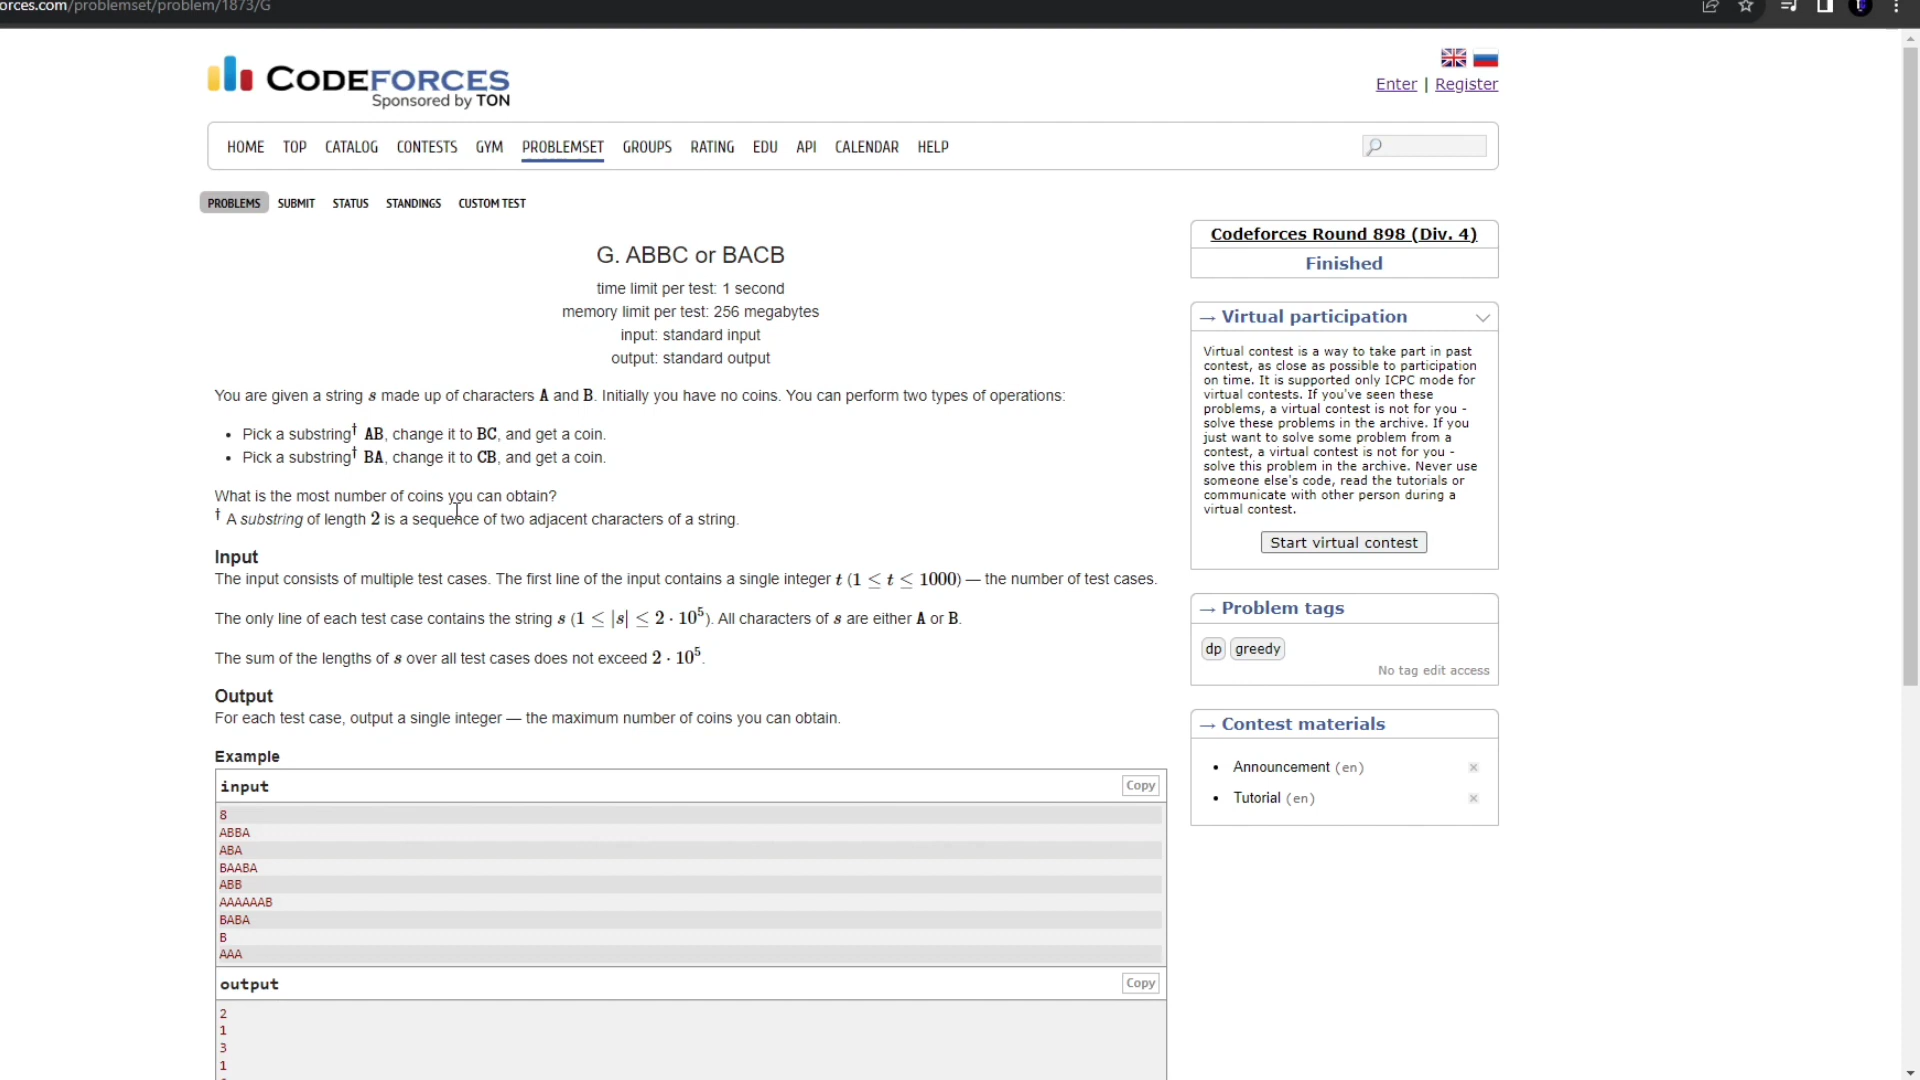 orces.com/problemset/problem/1873/G
CODEFORCES
Sponsored by TON
Enter | Register
HOME TOP CATALOG CONTESTS GYM PROBLEMSET GROUPS RATING EDU API CALENDAR HELP
PROBLEMS SUBMIT STATUS STANDINGS CUSTOM TEST
G. ABBC or BACB
time limit per test: 1 second
memory limit per test: 256 megabytes
input: standard input
output: standard output
You are given a string s made up of characters A and B. Initially you have no coins. You can perform two types of operations:
• Pick a substring† AB, change it to BC, and get a coin.
• Pick a substring† BA, change it to CB, and get a coin.
What is the most number of coins you can obtain?
† A substring of length 2 is a sequence of two adjacent characters of a string.
Input
The input consists of multiple test cases. The first line of the input contains a single integer t (1 ≤ t ≤ 1000) — the number of test cases.
The only line of each test case contains the string s (1 ≤ |s| ≤ 2 · 10⁵). All characters of s are either A or B.
The sum of the lengths of s over all test cases does not exceed 2 · 10⁵.
Output
For each test case, output a single integer — the maximum number of coins you can obtain.
Example
input
Copy
8
ABBA
ABA
BAABA
ABB
AAAAAAB
BABA
B
AAA
output
Copy
2
1
3
1
Codeforces Round 898 (Div. 4)
Finished
→ Virtual participation
Virtual contest is a way to take part in past
contest, as close as possible to participation
on time. It is supported only ICPC mode for
virtual contests. If you've seen these
problems, a virtual contest is not for you -
solve these problems in the archive. If you
just want to solve some problem from a
contest, a virtual contest is not for you -
solve this problem in the archive. Never use
someone else's code, read the tutorials or
communicate with other person during a
virtual contest.
Start virtual contest
→ Problem tags
dp greedy
No tag edit access
→ Contest materials
• Announcement (en) ×
• Tutorial (en) ×